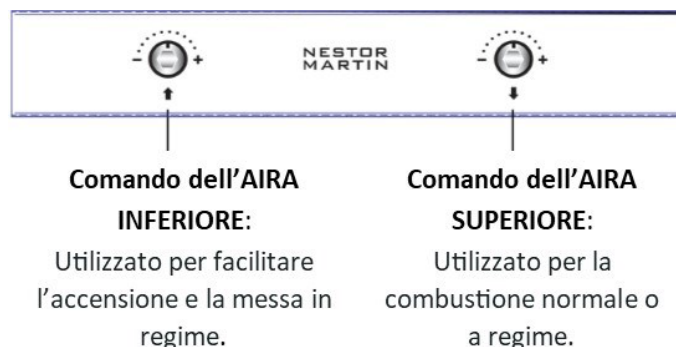 - +
NESTOR
MARTIN
- +
Comando dell’AIRA
INFERIORE:
Utilizzato per facilitare
l’accensione e la messa in
regime.
Comando dell’AIRA
SUPERIORE:
Utilizzato per la
combustione normale o
a regime.